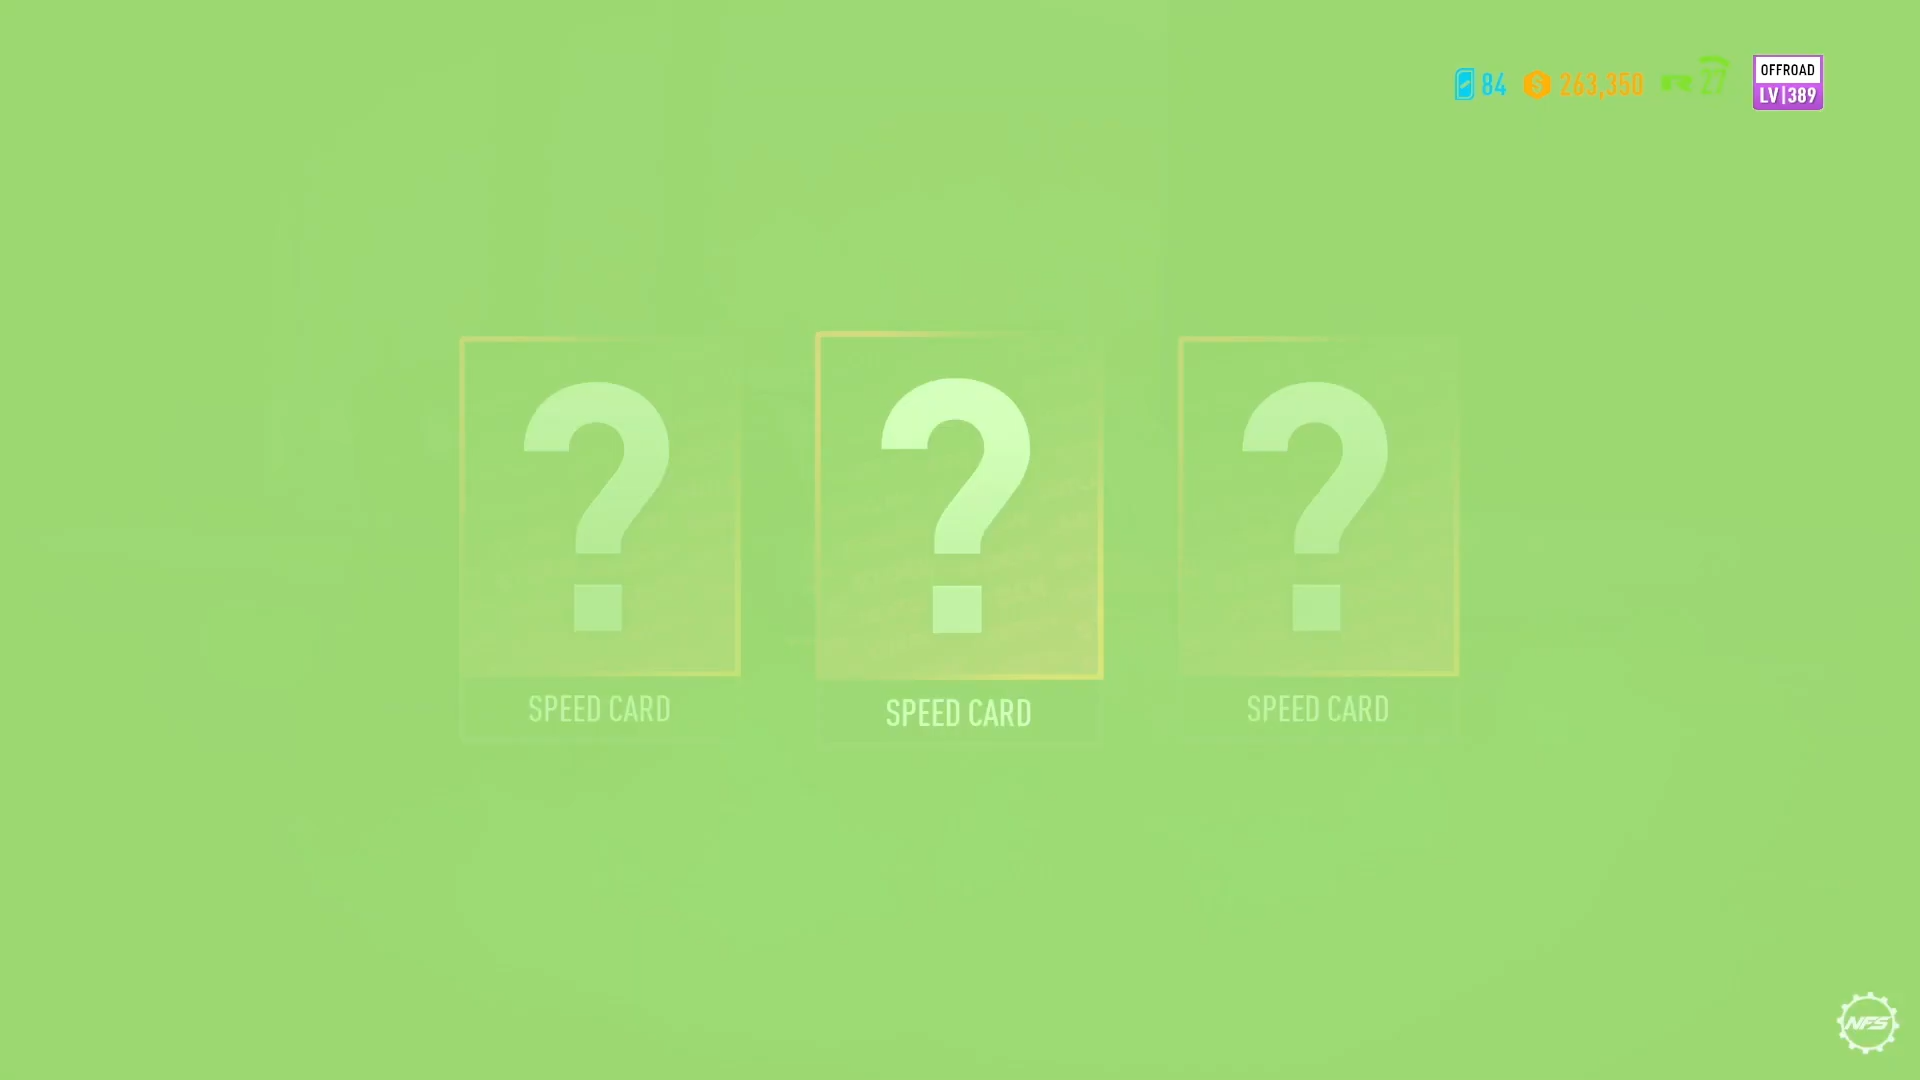 84 263,350 27
OFFROAD
LV|389
?
?
?
SPEED CARD
SPEED CARD
SPEED CARD
NFS